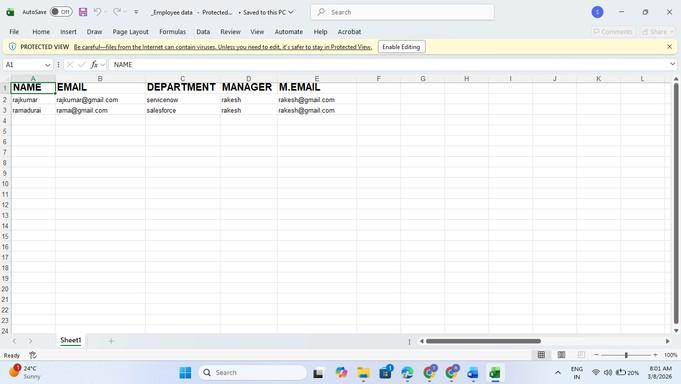 AutoSave Off _Employee data - Protected... • Saved to this PC Search S
File Home Insert Draw Page Layout Formulas Data Review View Automate Help Acrobat Comments Share
PROTECTED VIEW Be careful—files from the Internet can contain viruses. Unless you need to edit, it's safer to stay in Protected View. Enable Editing
A1 fx NAME
A B C D E F G H I J K L
1 NAME EMAIL DEPARTMENT MANAGER M.EMAIL
2 rajkumar rajkumar@gmail.com servicenow rakesh rakesh@gmail.com
3 ramadurai rama@gmail.com salesforce rakesh rakesh@gmail.com
4
5
6
7
8
9
10
11
12
13
14
15
16
17
18
19
20
21
22
23
24
Sheet1
Ready 100%
24°C
Sunny
Search
ENG
IN
20%
8:01 AM
3/8/2026